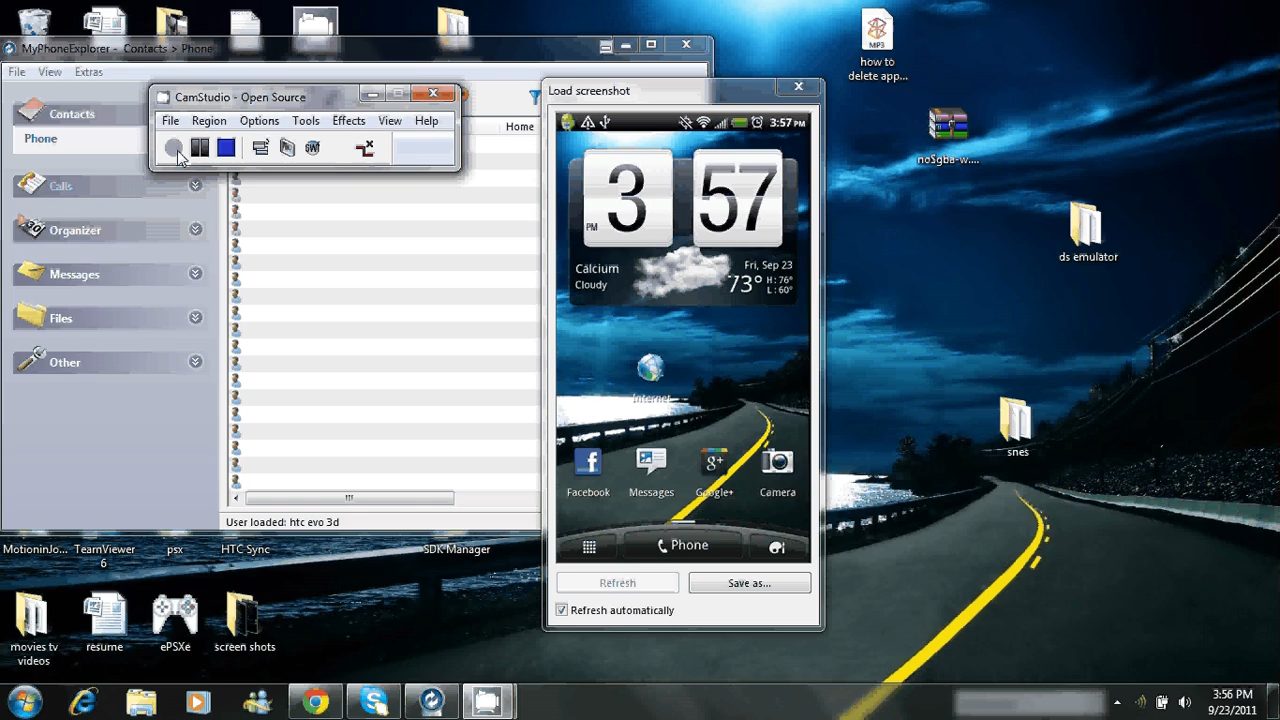 MP3
how to
delete app...
MyPhoneExplorer - Contacts > Phone
File View Extras
Contacts
Phone
Calls
Organizer
Messages
Files
Other
Home
User loaded: htc evo 3d
CamStudio - Open Source
File Region Options Tools Effects View Help
Load screenshot
3:57 PM
PM 3 57
Calcium
Cloudy
Fri, Sep 23
73° H: 76°
L: 60°
Internet
Facebook Messages Google+ Camera
Phone
Refresh
Save as...
Refresh automatically
noSgba-w....
ds emulator
snes
MotioninJo...
TeamViewer
6
psx
HTC Sync
SDK Manager
movies tv
videos
resume
ePSXe
screen shots
3:56 PM
9/23/2011